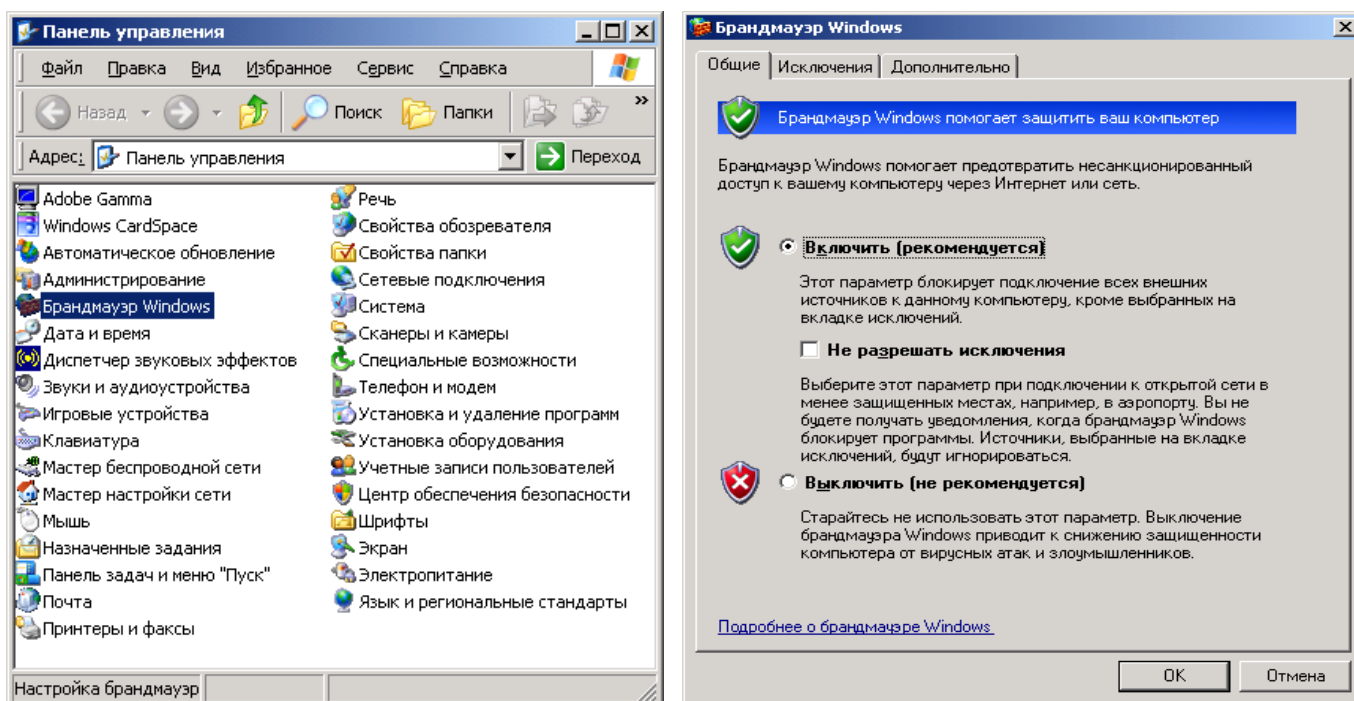 Панель управления
Файл Правка Вид Избранное Сервис Справка
Назад Поиск Папки »
Адрес: Панель управления Переход
Adobe Gamma
Windows CardSpace
Автоматическое обновление
Администрирование
Брандмауэр Windows
Дата и время
Диспетчер звуковых эффектов
Звуки и аудиоустройства
Игровые устройства
Клавиатура
Мастер беспроводной сети
Мастер настройки сети
Мышь
Назначенные задания
Панель задач и меню "Пуск"
Почта
Принтеры и факсы
Речь
Свойства обозревателя
Свойства папки
Сетевые подключения
Система
Сканеры и камеры
Специальные возможности
Телефон и модем
Установка и удаление программ
Установка оборудования
Учетные записи пользователей
Центр обеспечения безопасности
Шрифты
Экран
Электропитание
Язык и региональные стандарты
Настройка брандмауэр
Брандмауэр Windows
Общие Исключения Дополнительно
Брандмауэр Windows помогает защитить ваш компьютер
Брандмауэр Windows помогает предотвратить несанкционированный
доступ к вашему компьютеру через Интернет или сеть.
Включить (рекомендуется)
Этот параметр блокирует подключение всех внешних
источников к данному компьютеру, кроме выбранных на
вкладке исключений.
Не разрешать исключения
Выберите этот параметр при подключении к открытой сети в
менее защищенных местах, например, в аэропорту. Вы не
будете получать уведомления, когда брандмауэр Windows
блокирует программы. Источники, выбранные на вкладке
исключений, будут игнорироваться.
Выключить (не рекомендуется)
Старайтесь не использовать этот параметр. Выключение
брандмауэра Windows приводит к снижению защищенности
компьютера от вирусных атак и злоумышленников.
Подробнее о брандмауэре Windows
OK Отмена